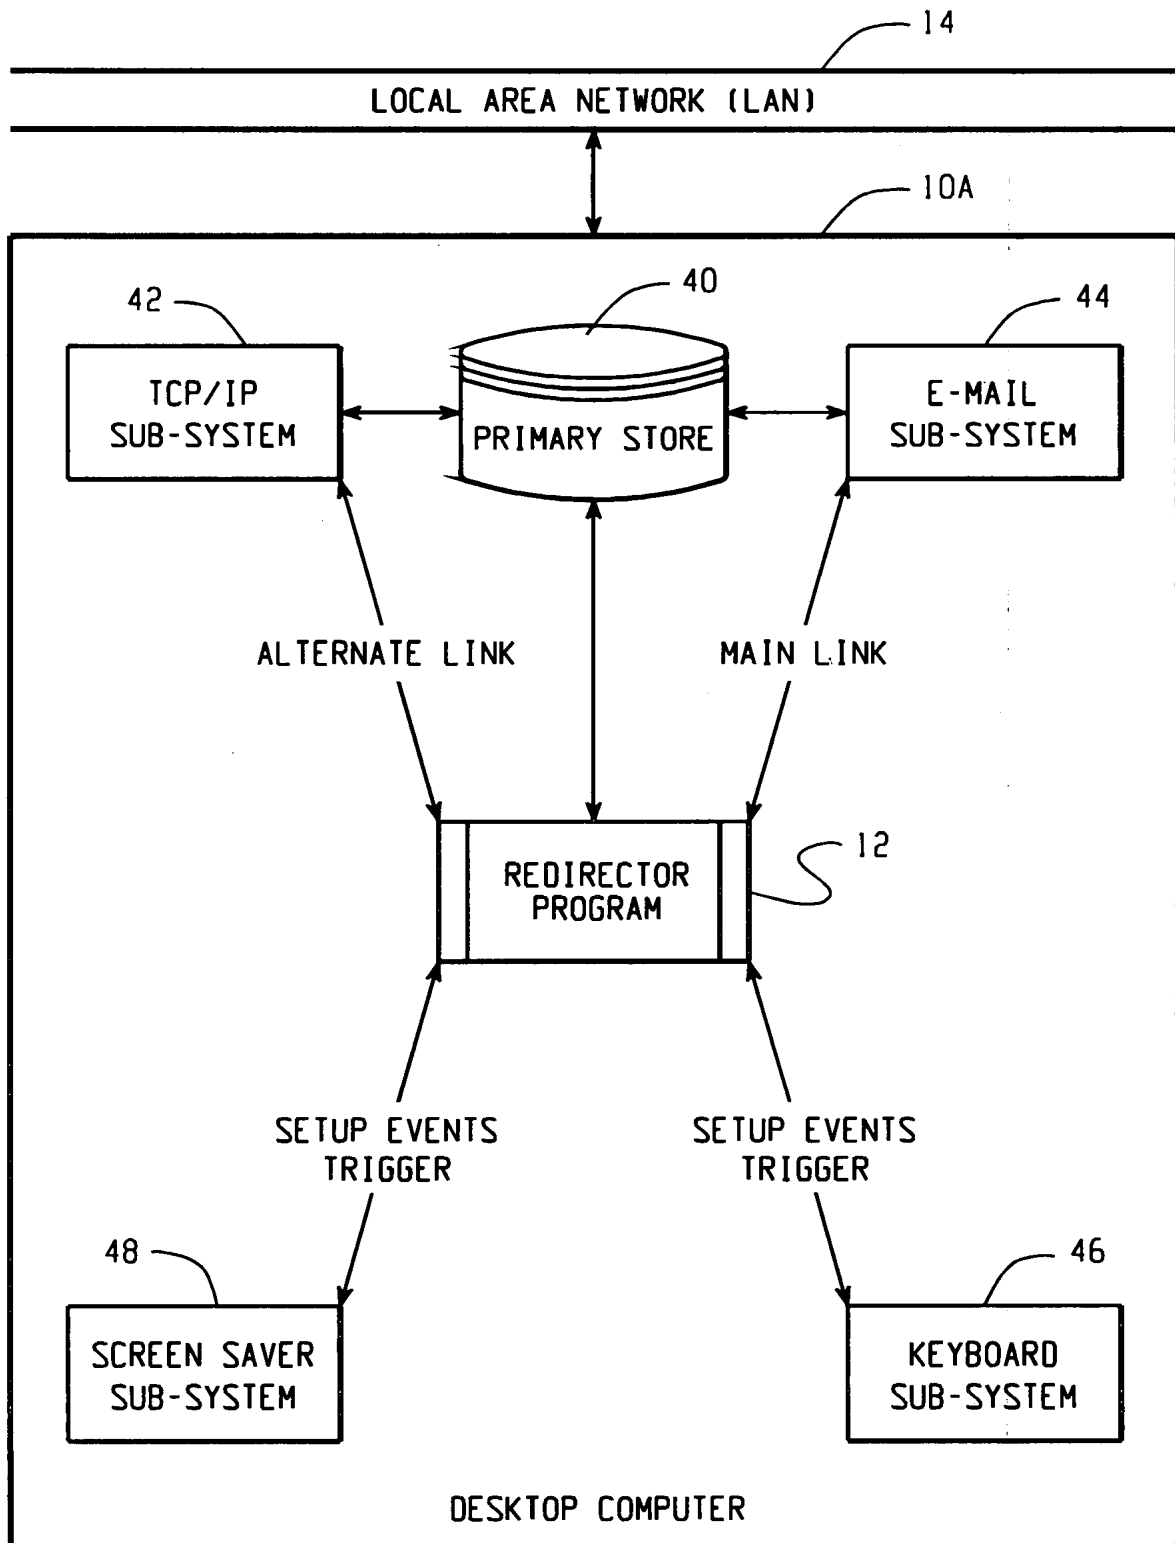 14
LOCAL AREA NETWORK (LAN)
10A
42
40
44
TCP/IP
SUB-SYSTEM
PRIMARY STORE
E-MAIL
SUB-SYSTEM
ALTERNATE LINK
MAIN LINK
12
REDIRECTOR
PROGRAM
SETUP EVENTS
TRIGGER
SETUP EVENTS
TRIGGER
48
46
SCREEN SAVER
SUB-SYSTEM
KEYBOARD
SUB-SYSTEM
DESKTOP COMPUTER